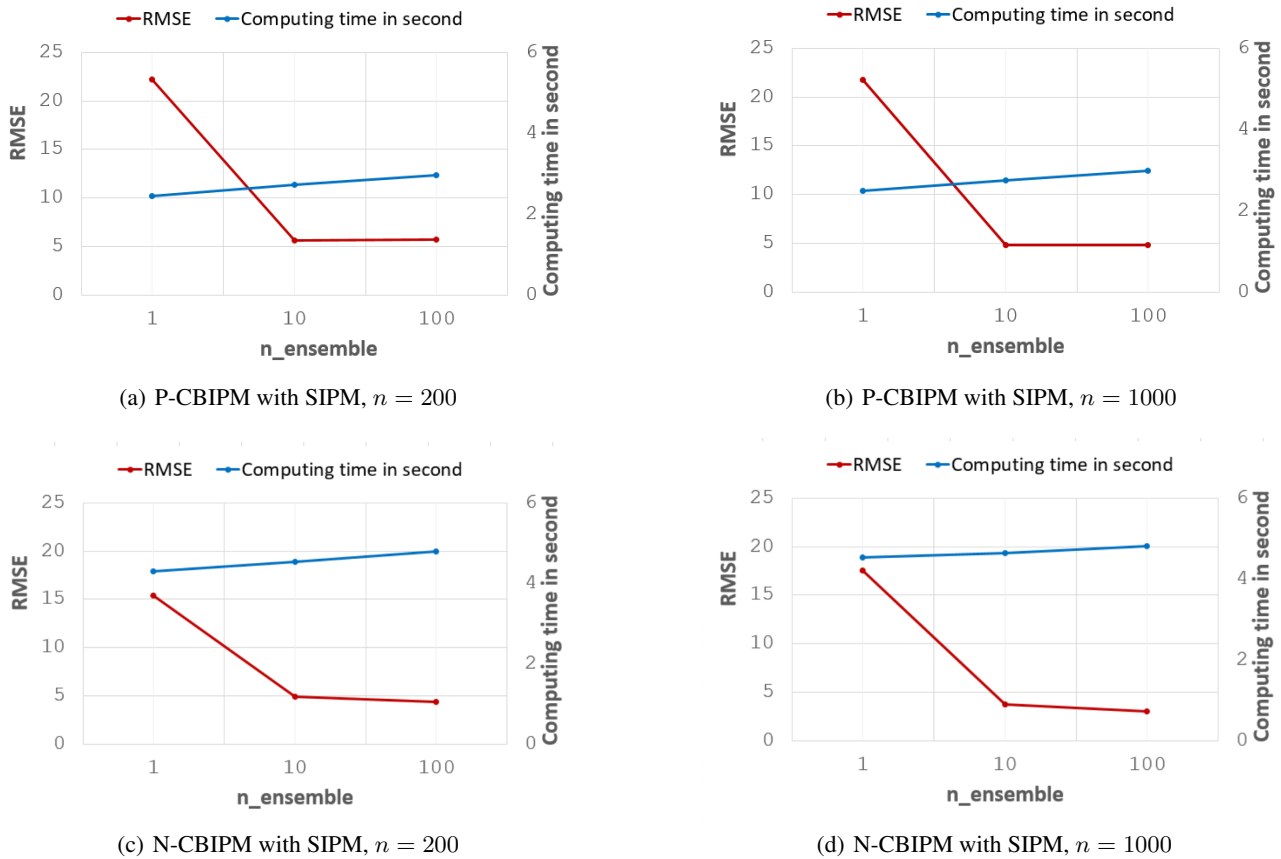 RMSE Computing time in second
25
20
15
10
5
0
RMSE
6
4
2
0
Computing time in second
1 10 100
n_ensemble
(a) P-CBIPM with SIPM, n = 200
RMSE Computing time in second
25
20
15
10
5
0
RMSE
6
4
2
0
Computing time in second
1 10 100
n_ensemble
(b) P-CBIPM with SIPM, n = 1000
RMSE Computing time in second
25
20
15
10
5
0
RMSE
6
4
2
0
Computing time in second
1 10 100
n_ensemble
(c) N-CBIPM with SIPM, n = 200
RMSE Computing time in second
25
20
15
10
5
0
RMSE
6
4
2
0
Computing time in second
1 10 100
n_ensemble
(d) N-CBIPM with SIPM, n = 1000